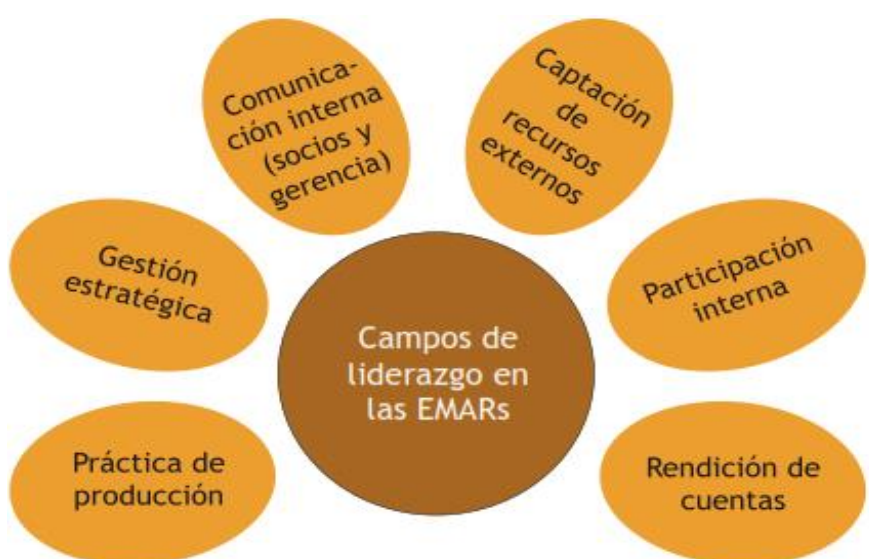 Comunica-
ción interna
(socios y
gerencia)
Captación
de
recursos
externos
Gestión
estratégica
Participación
interna
Campos de
liderazgo en
las EMARs
Práctica de
producción
Rendición de
cuentas